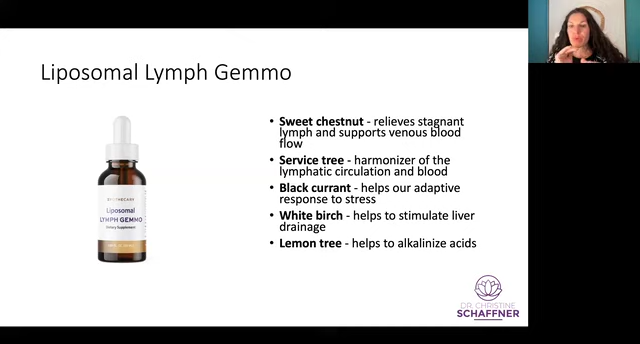 Liposomal Lymph Gemmo
• Sweet chestnut - relieves stagnant
lymph and supports venous blood
flow
• Service tree - harmonizer of the
lymphatic circulation and blood
• Black currant - helps our adaptive
response to stress
• White birch - helps to stimulate liver
drainage
• Lemon tree - helps to alkalinize acids
Liposomal
LYMPH GEMMO
Dietary Supplement
DR. CHRISTINE
SCHAFFNER